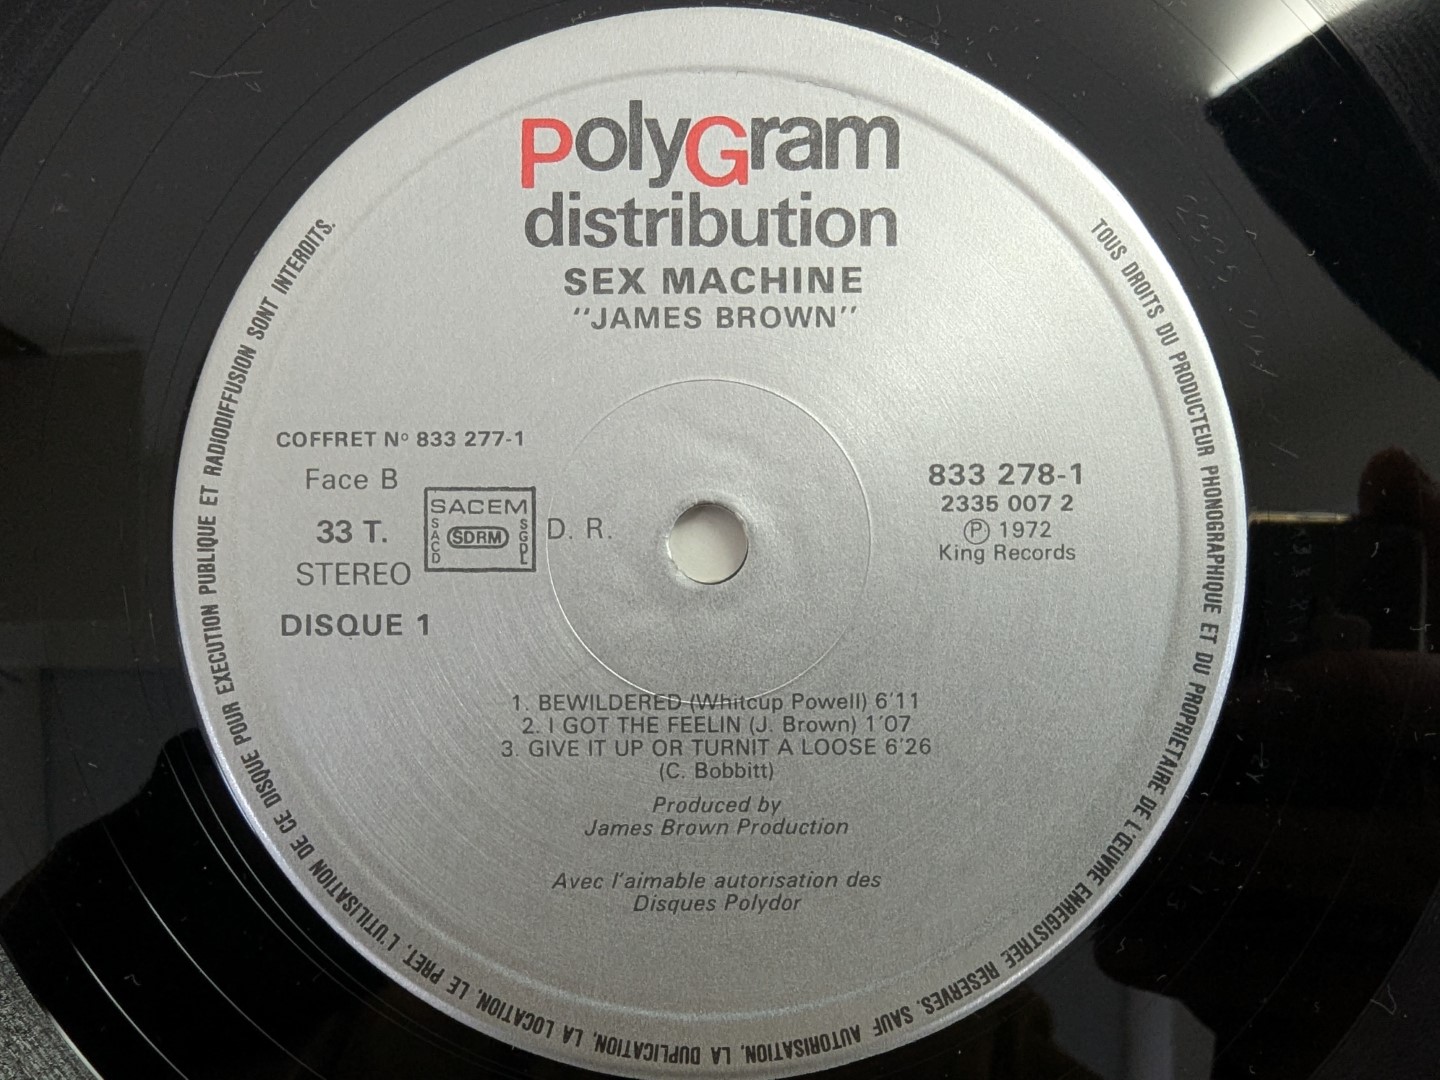 PolyGram
distribution
SEX MACHINE
"JAMES BROWN"
COFFRET Nº 833 277-1
Face B
33 T.
STEREO
DISQUE 1
SACEM
SACD
SDRM
SGDL
D. R.
833 278-1
2335 007 2
℗ 1972
King Records
1. BEWILDERED (Whitcup Powell) 6'11
2. I GOT THE FEELIN (J. Brown) 1'07
3. GIVE IT UP OR TURNIT A LOOSE 6'26
(C. Bobbitt)
Produced by
James Brown Production
Avec l'aimable autorisation des
Disques Polydor
TOUS DROITS DU PRODUCTEUR PHONOGRAPHIQUE ET DU PROPRIETAIRE DE L'ŒUVRE ENREGISTREE RESERVES. SAUF AUTORISATION, LA DUPLICATION, LA LOCATION, LE PRET, L'UTILISATION DE CE DISQUE POUR EXECUTION PUBLIQUE ET RADIODIFFUSION SONT INTERDITS.